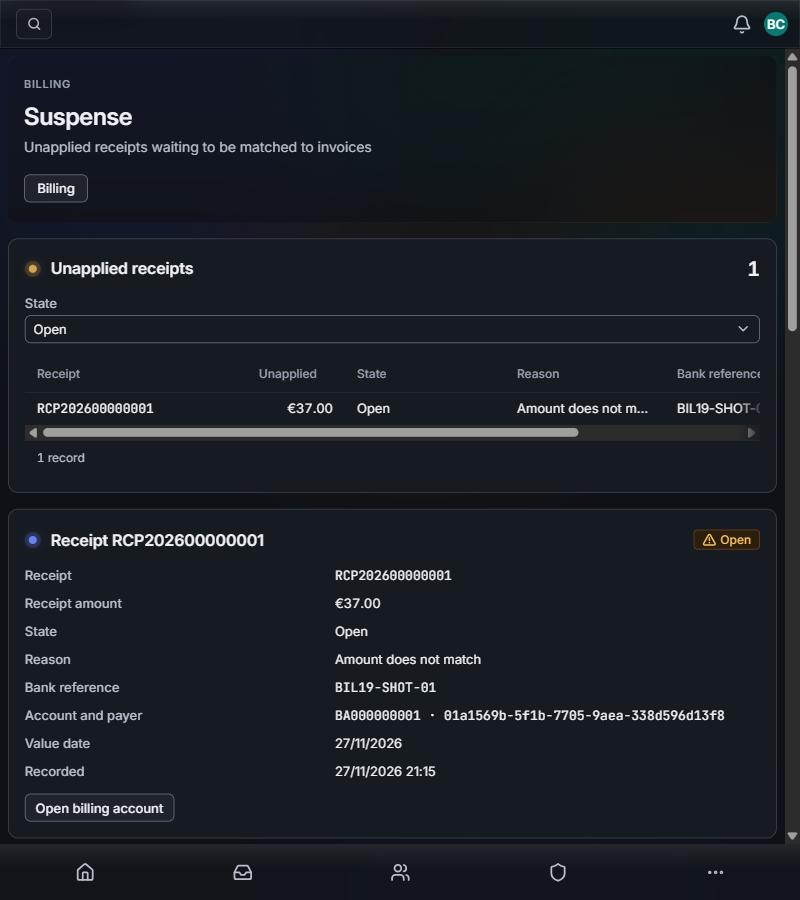 BC
BILLING
Suspense
Unapplied receipts waiting to be matched to invoices
Billing
Unapplied receipts 1
State
Open
Receipt Unapplied State Reason Bank reference
RCP202600000001 €37.00 Open Amount does not m... BIL19-SHOT-
1 record
Receipt RCP202600000001 Open
Receipt RCP202600000001
Receipt amount €37.00
State Open
Reason Amount does not match
Bank reference BIL19-SHOT-01
Account and payer BA000000001 · 01a1569b-5f1b-7705-9aea-338d596d13f8
Value date 27/11/2026
Recorded 27/11/2026 21:15
Open billing account